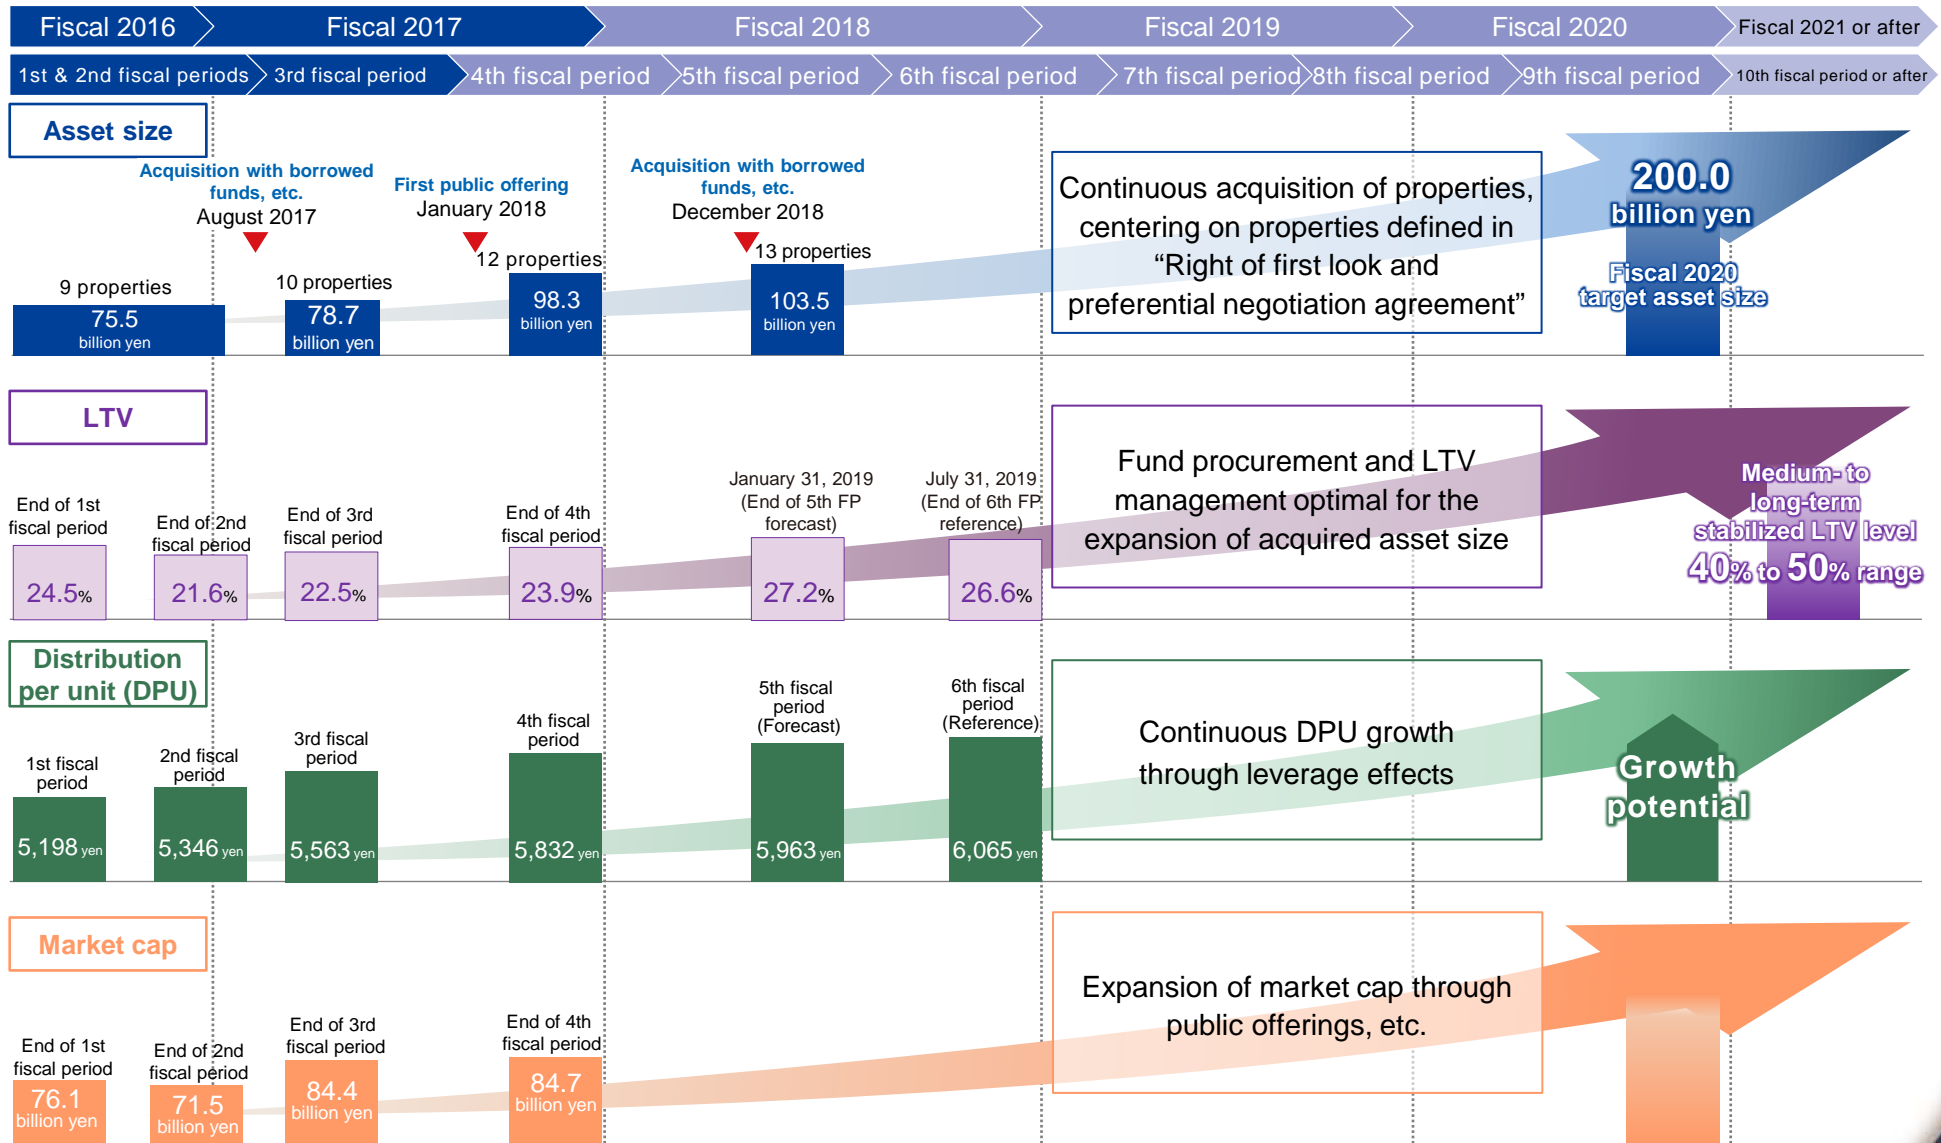 Fiscal 2016
Fiscal 2017
Fiscal 2018
Fiscal 2019
Fiscal 2020
Fiscal 2021 or after
1st & 2nd fiscal periods
3rd fiscal period
4th fiscal period
5th fiscal period
6th fiscal period
7th fiscal period
8th fiscal period
9th fiscal period
10th fiscal period or after
Asset size
Acquisition with borrowed
funds, etc.
August 2017
First public offering
January 2018
Acquisition with borrowed
funds, etc.
December 2018
9 properties
75.5
billion yen
10 properties
78.7
billion yen
12 properties
98.3
billion yen
13 properties
103.5
billion yen
Continuous acquisition of properties,
centering on properties defined in
“Right of first look and
preferential negotiation agreement”
200.0
billion yen
Fiscal 2020
target asset size
LTV
End of 1st
fiscal period
24.5%
End of 2nd
fiscal period
21.6%
End of 3rd
fiscal period
22.5%
End of 4th
fiscal period
23.9%
January 31, 2019
(End of 5th FP
forecast)
27.2%
July 31, 2019
(End of 6th FP
reference)
26.6%
Fund procurement and LTV
management optimal for the
expansion of acquired asset size
Medium- to
long-term
stabilized LTV level
40% to 50% range
Distribution
per unit (DPU)
1st fiscal
period
5,198 yen
2nd fiscal
period
5,346 yen
3rd fiscal
period
5,563 yen
4th fiscal
period
5,832 yen
5th fiscal
period
(Forecast)
5,963 yen
6th fiscal
period
(Reference)
6,065 yen
Continuous DPU growth
through leverage effects
Growth
potential
Market cap
End of 1st
fiscal period
76.1
billion yen
End of 2nd
fiscal period
71.5
billion yen
End of 3rd
fiscal period
84.4
billion yen
End of 4th
fiscal period
84.7
billion yen
Expansion of market cap through
public offerings, etc.